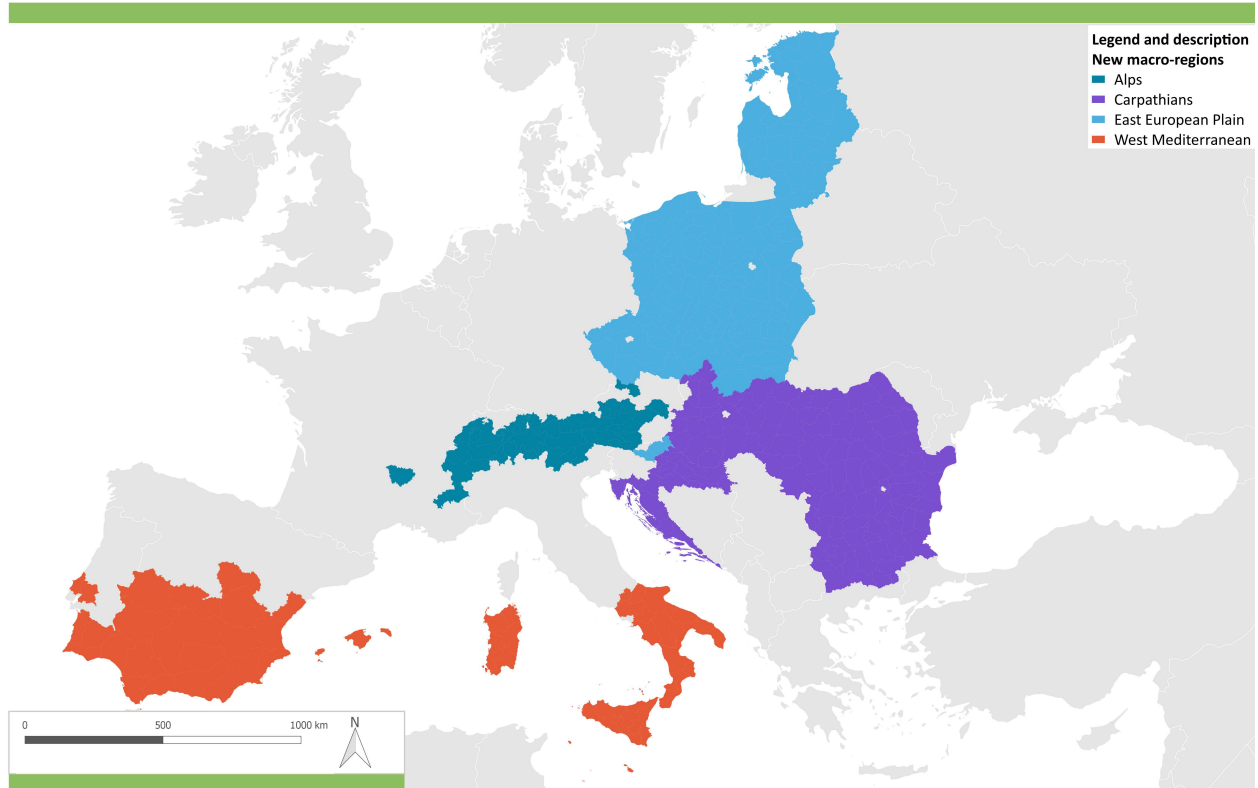 Legend and description
New macro-regions
Alps
Carpathians
East European Plain
West Mediterranean
0 500 1000 km
N